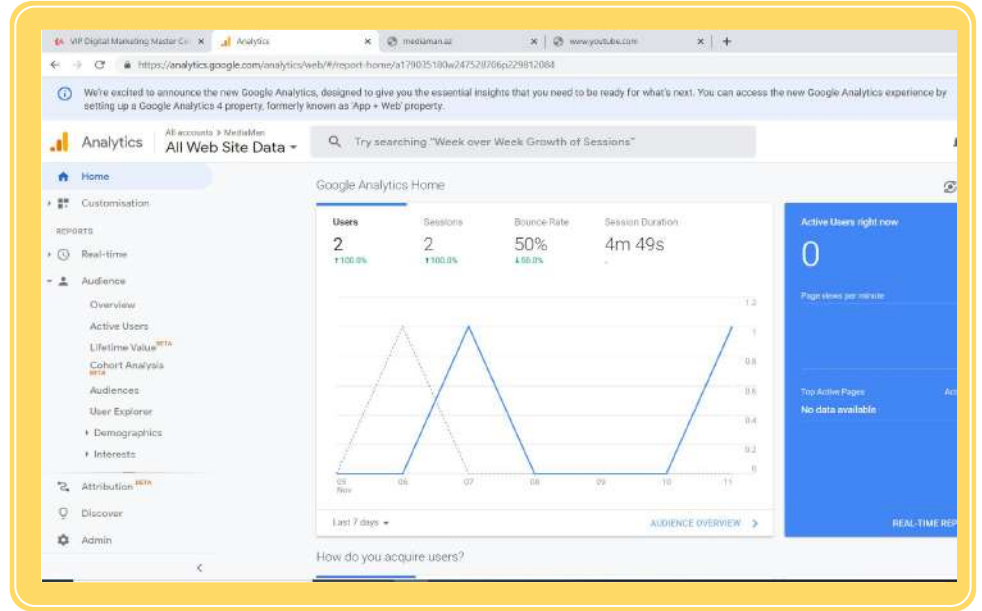 VIP Digital Marketing Master Co
Analytics
mediaman.az
www.youtube.com
https://analytics.google.com/analytics/web/#/report-home/a179035180w247528706p229812084
We're excited to announce the new Google Analytics, designed to give you the essential insights that you need to be ready for what's next. You can access the new Google Analytics experience by
setting up a Google Analytics 4 property, formerly known as 'App + Web' property.
Analytics
All accounts > MediaMan
All Web Site Data
Try searching "Week over Week Growth of Sessions"
Home
Customisation
REPORTS
Real-time
Audience
Overview
Active Users
Lifetime Value BETA
Cohort Analysis
BETA
Audiences
User Explorer
Demographics
Interests
Attribution BETA
Discover
Admin
Google Analytics Home
Users Sessions Bounce Rate Session Duration
2 2 50% 4m 49s
↑100.0% ↑100.0% ↓50.0% -
1.2
1
0.8
0.6
0.4
0.2
0
05 06 07 08 09 10 11
Nov
Last 7 days
AUDIENCE OVERVIEW >
How do you acquire users?
Active Users right now
0
Page views per minute
Top Active Pages Act
No data available
REAL-TIME REP